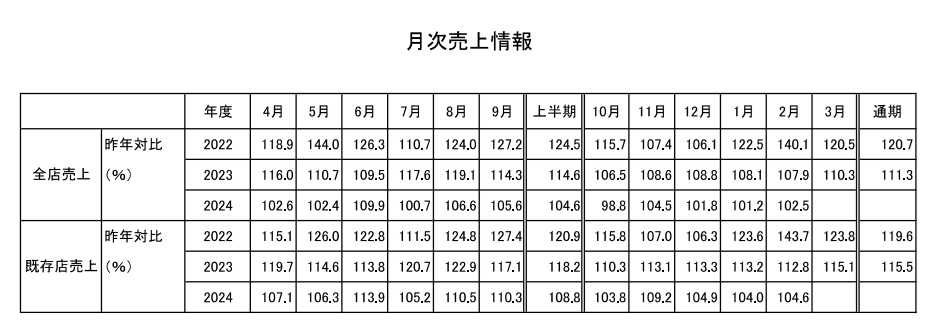 月次売上情報
年度 4月 5月 6月 7月 8月 9月 上半期 10月 11月 12月 1月 2月 3月 通期
昨年対比 2022 118.9 144.0 126.3 110.7 124.0 127.2 124.5 115.7 107.4 106.1 122.5 140.1 120.5 120.7
全店売上 (%) 2023 116.0 110.7 109.5 117.6 119.1 114.3 114.6 106.5 108.6 108.8 108.1 107.9 110.3 111.3
2024 102.6 102.4 109.9 100.7 106.6 105.6 104.6 98.8 104.5 101.8 101.2 102.5
昨年対比 2022 115.1 126.0 122.8 111.5 124.8 127.4 120.9 115.8 107.0 106.3 123.6 143.7 123.8 119.6
既存店売上 (%) 2023 119.7 114.6 113.8 120.7 122.9 117.1 118.2 110.3 113.1 113.3 113.2 112.8 115.1 115.5
2024 107.1 106.3 113.9 105.2 110.5 110.3 108.8 103.8 109.2 104.9 104.0 104.6